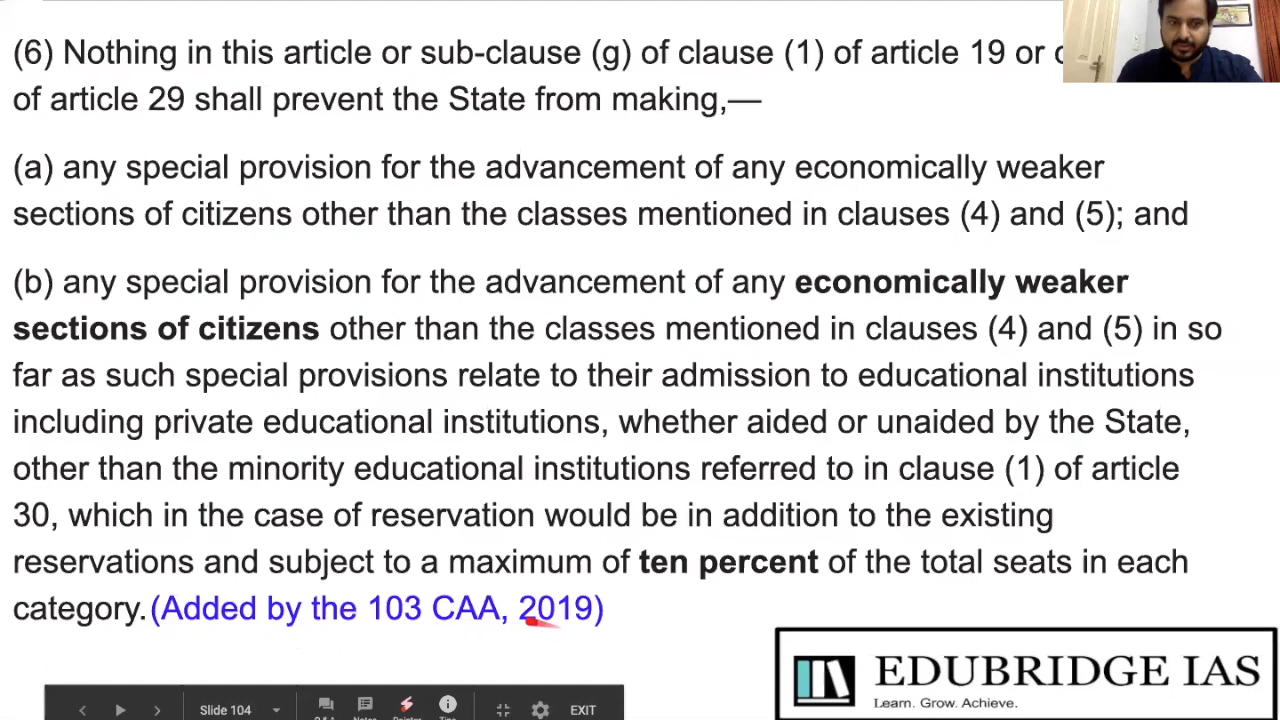 (6) Nothing in this article or sub-clause (g) of clause (1) of article 19 or
of article 29 shall prevent the State from making,—
(a) any special provision for the advancement of any economically weaker
sections of citizens other than the classes mentioned in clauses (4) and (5); and
(b) any special provision for the advancement of any economically weaker
sections of citizens other than the classes mentioned in clauses (4) and (5) in so
far as such special provisions relate to their admission to educational institutions
including private educational institutions, whether aided or unaided by the State,
other than the minority educational institutions referred to in clause (1) of article
30, which in the case of reservation would be in addition to the existing
reservations and subject to a maximum of ten percent of the total seats in each
category.(Added by the 103 CAA, 2019)
EDUBRIDGE IAS
Learn. Grow. Achieve.
Slide 104
EXIT